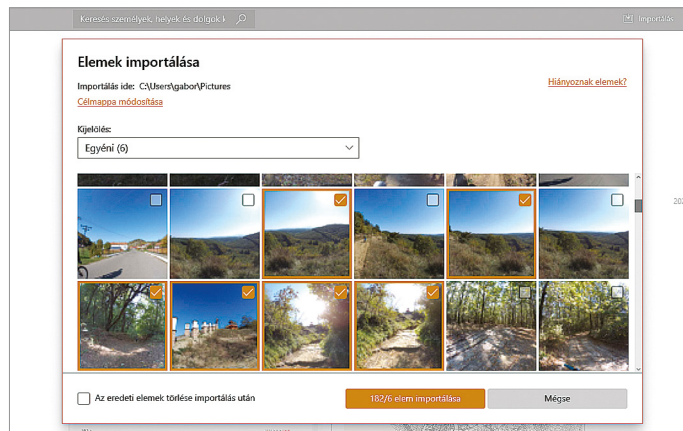 Keresés személyek, helyek és dolgok k
Importálás
Elemek importálása
Importálás ide: C:\Users\gabor\Pictures
Hiányoznak elemek?
Célmappa módosítása
Kijelölés:
Egyéni (6)
202
Az eredeti elemek törlése importálás után
182/6 elem importálása
Mégse